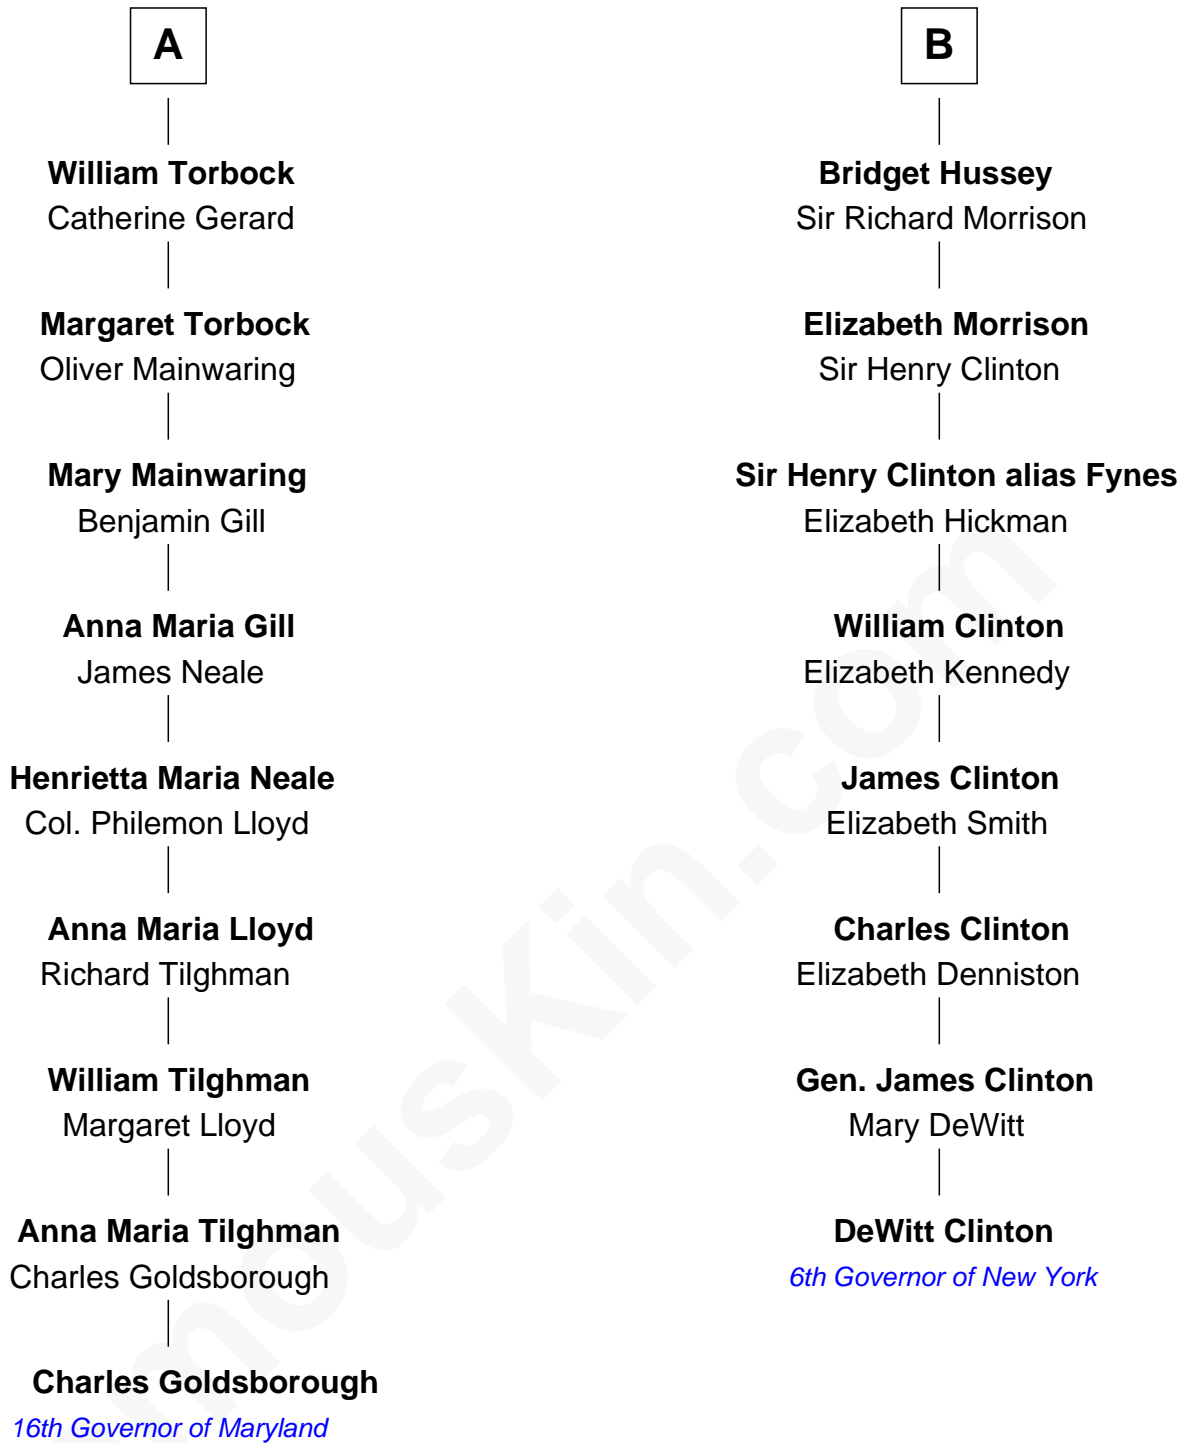 A
William Torbock
Catherine Gerard
Margaret Torbock
Oliver Mainwaring
Mary Mainwaring
Benjamin Gill
Anna Maria Gill
James Neale
Henrietta Maria Neale
Col. Philemon Lloyd
Anna Maria Lloyd
Richard Tilghman
William Tilghman
Margaret Lloyd
Anna Maria Tilghman
Charles Goldsborough
Charles Goldsborough
16th Governor of Maryland
B
Bridget Hussey
Sir Richard Morrison
Elizabeth Morrison
Sir Henry Clinton
Sir Henry Clinton alias Fynes
Elizabeth Hickman
William Clinton
Elizabeth Kennedy
James Clinton
Elizabeth Smith
Charles Clinton
Elizabeth Denniston
Gen. James Clinton
Mary DeWitt
DeWitt Clinton
6th Governor of New York
mousKin.com